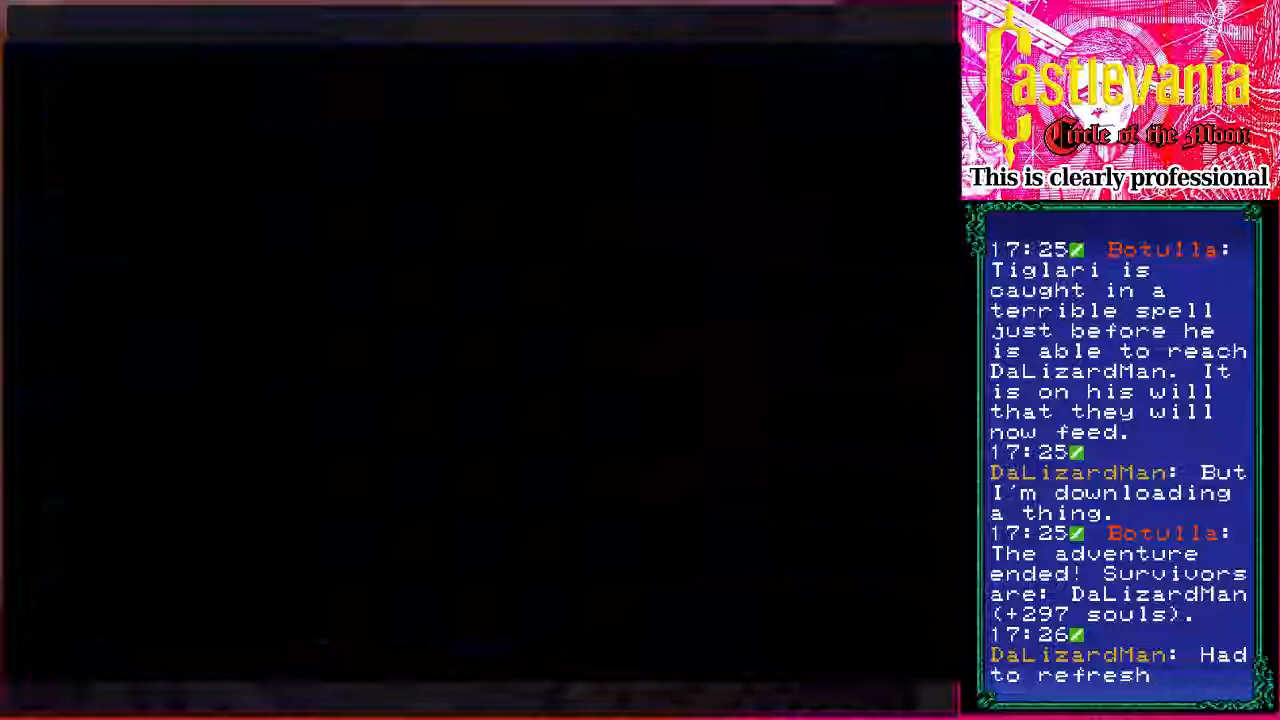 Castlevania
Circle of the Moon
This is clearly professional
17:25 Botulla:
Tiglari is
caught in a
terrible spell
just before he
is able to reach
DaLizardMan. It
is on his will
that they will
now feed.
17:25
DaLizardMan: But
I'm downloading
a thing.
17:25 Botulla:
The adventure
ended! Survivors
are: DaLizardMan
(+297 souls).
17:26
DaLizardMan: Had
to refresh